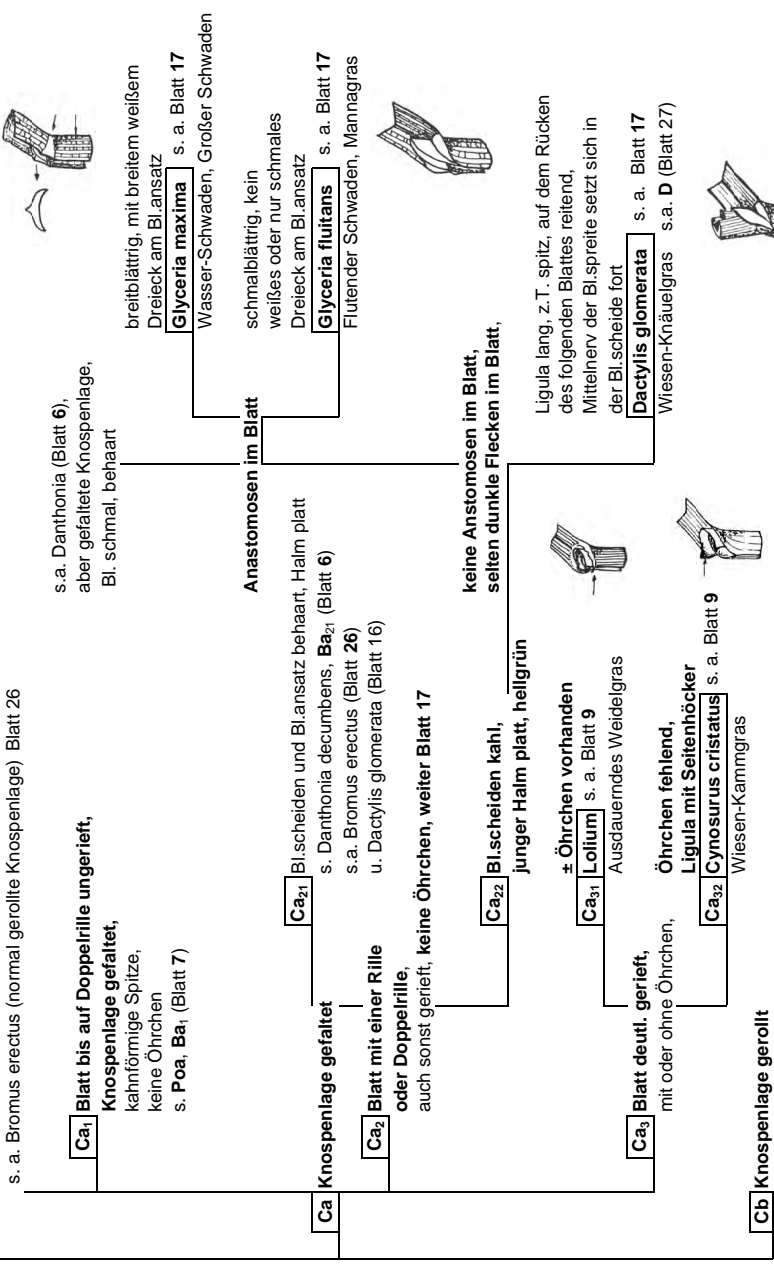 s. a. Bromus erectus (normal gerollte Knospenlage) Blatt 26
Ca1 Blatt bis auf Doppelrille ungerieft,
Knospenlage gefaltet,
kahnförmige Spitze,
keine Öhrchen
s. Poa, Ba1 (Blatt 7)
s.a. Danthonia (Blatt 6),
aber gefaltete Knospenlage,
Bl. schmal, behaart
breitblättrig, mit breitem weißem
Dreieck am Bl.ansatz
Glyceria maxima s. a. Blatt 17
Wasser-Schwaden, Großer Schwaden
Anastomosen im Blatt
schmalblättrig, kein
weißes oder nur schmales
Dreieck am Bl.ansatz
Glyceria fluitans s. a. Blatt 17
Flutender Schwaden, Mannagras
Ca21 Bl.scheiden und Bl.ansatz behaart, Halm platt
s. Danthonia decumbens, Ba21 (Blatt 6)
s.a. Bromus erectus (Blatt 26)
u. Dactylis glomerata (Blatt 16)
Ca Knospenlage gefaltet
Ca2 Blatt mit einer Rille
oder Doppelrille,
auch sonst gerieft, keine Öhrchen, weiter Blatt 17
keine Anstomosen im Blatt,
selten dunkle Flecken im Blatt,
Ca22 Bl.scheiden kahl,
junger Halm platt, hellgrün
Ligula lang, z.T. spitz, auf dem Rücken
des folgenden Blattes reitend,
Mittelnerv der Bl.spreite setzt sich in
der Bl.scheide fort
Dactylis glomerata s. a. Blatt 17
Wiesen-Knäuelgras s.a. D (Blatt 27)
± Öhrchen vorhanden
Ca31 Lolium s. a. Blatt 9
Ausdauerndes Weidelgras
Ca3 Blatt deutl. gerieft,
mit oder ohne Öhrchen,
Öhrchen fehlend,
Ligula mit Seitenhöcker
Ca32 Cynosurus cristatus s. a. Blatt 9
Wiesen-Kammgras
Cb Knospenlage gerollt